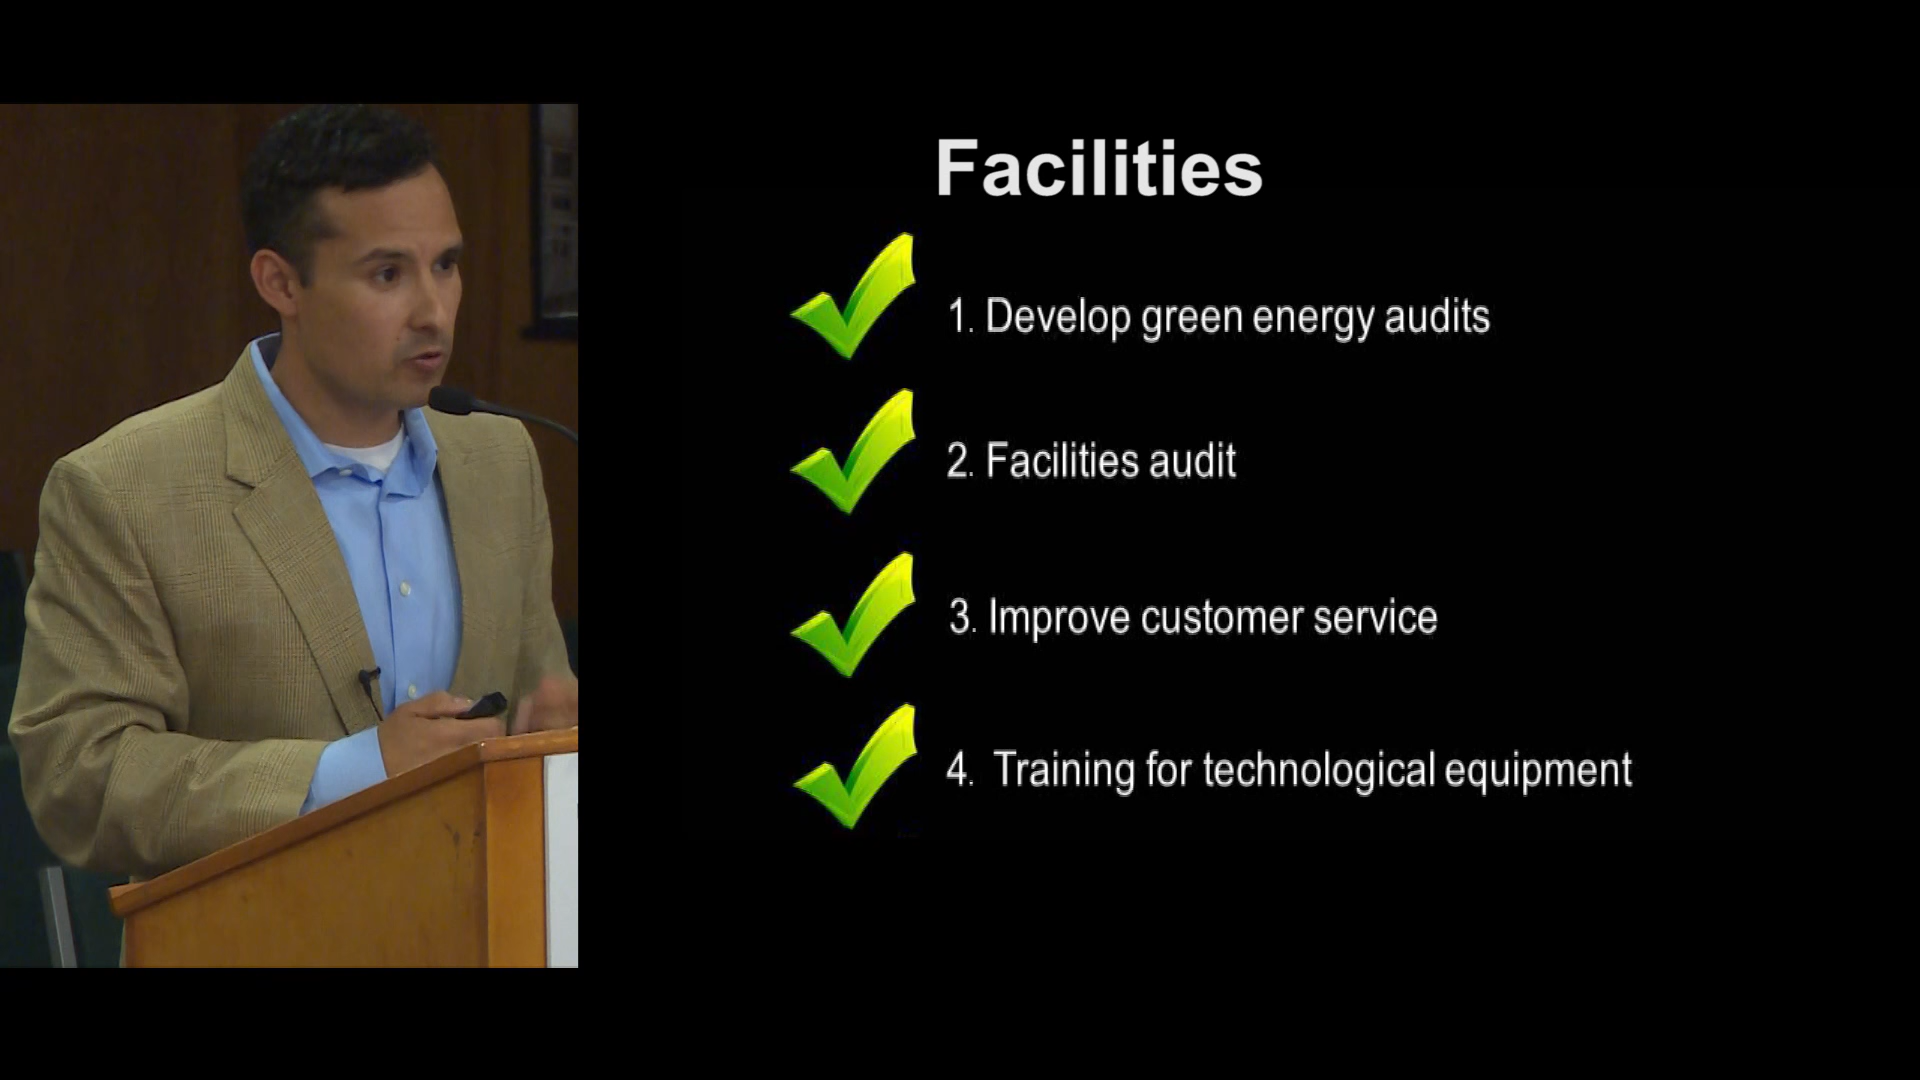 Facilities
1. Develop green energy audits
2. Facilities audit
3. Improve customer service
4. Training for technological equipment